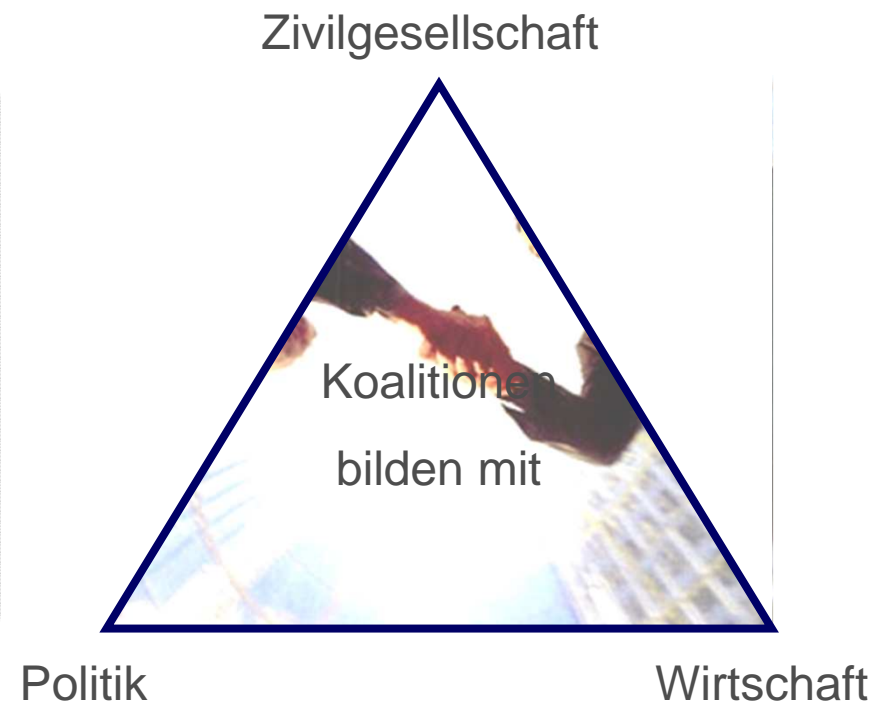 Zivilgesellschaft
Koalitionen
bilden mit
Politik
Wirtschaft